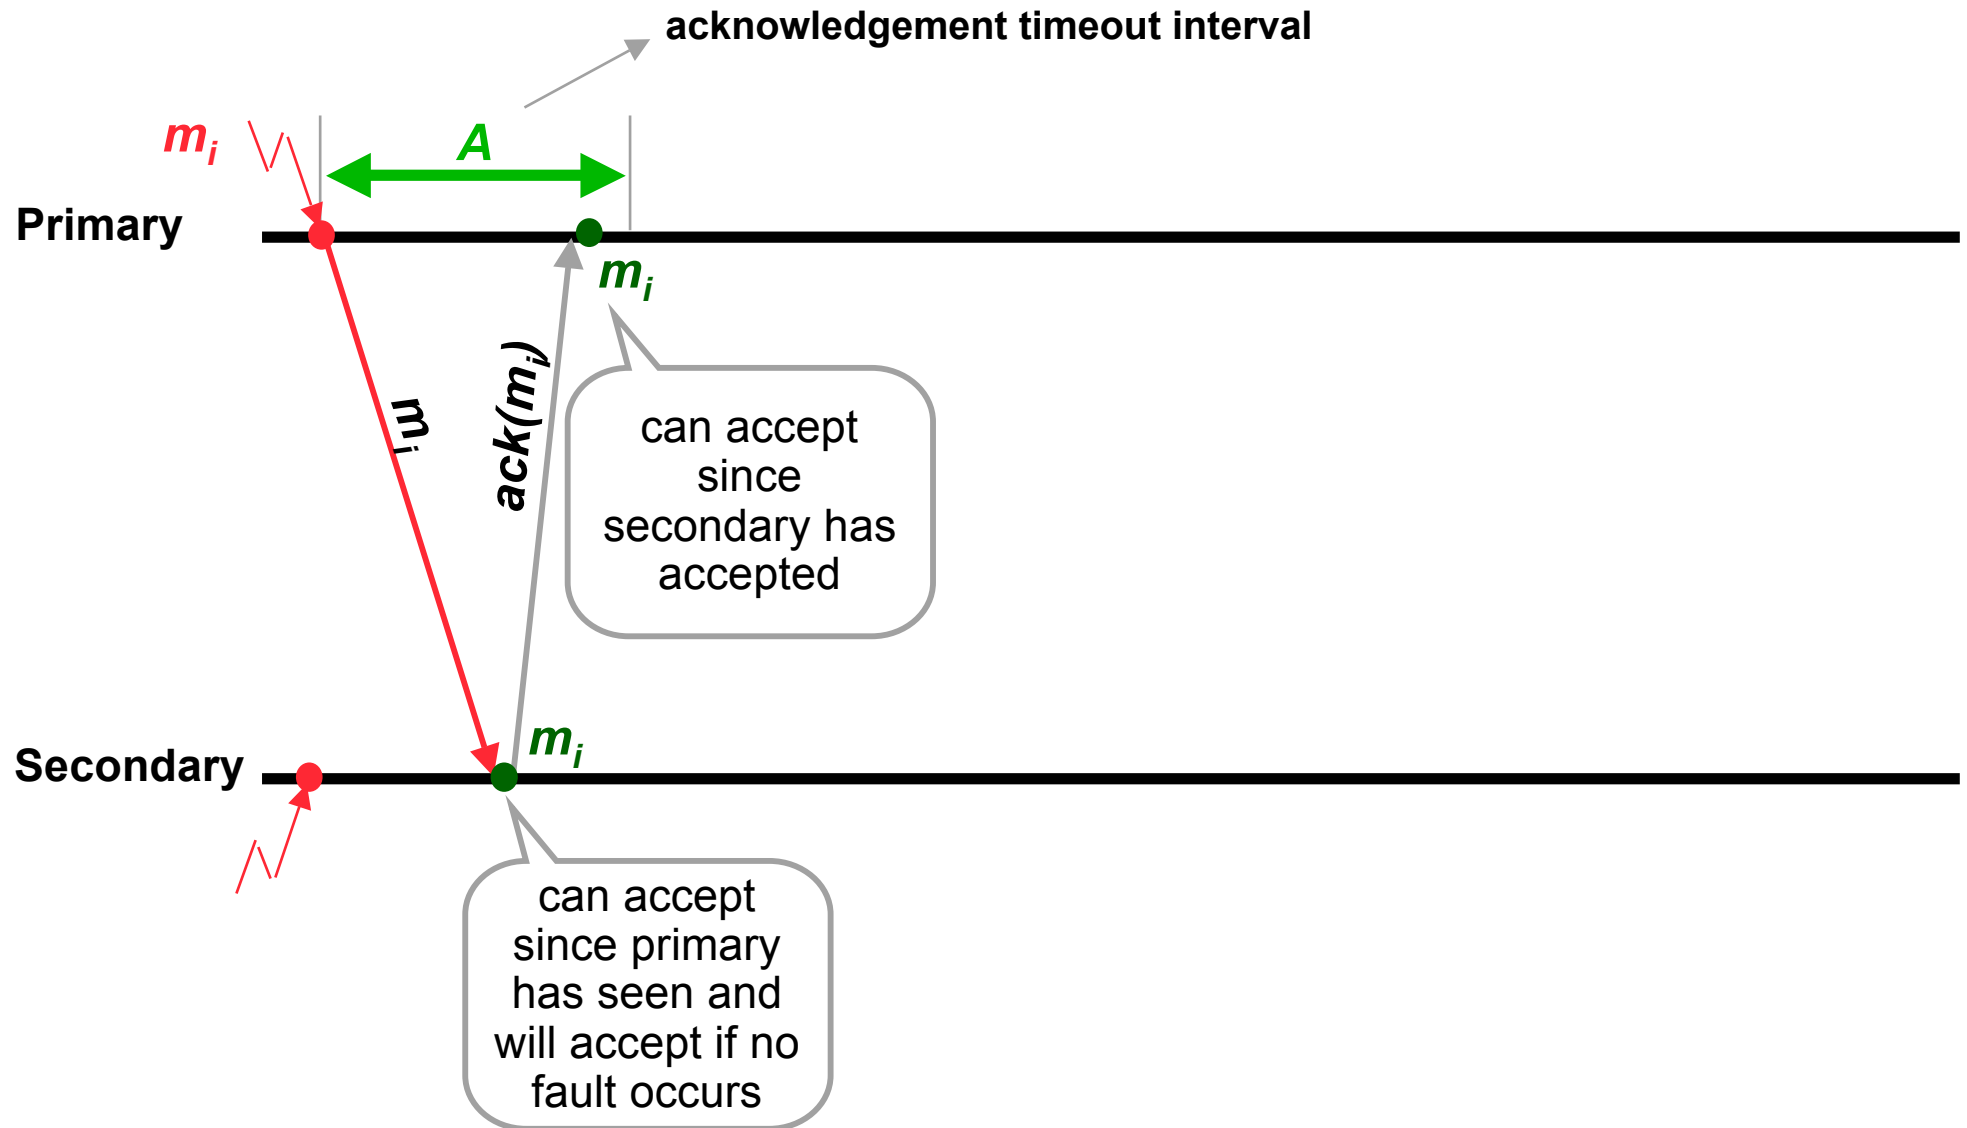 acknowledgement timeout interval
mᵢ
A
Primary
mᵢ
mᵢ
ack(mᵢ)
can accept
since
secondary has
accepted
Secondary
mᵢ
can accept
since primary
has seen and
will accept if no
fault occurs